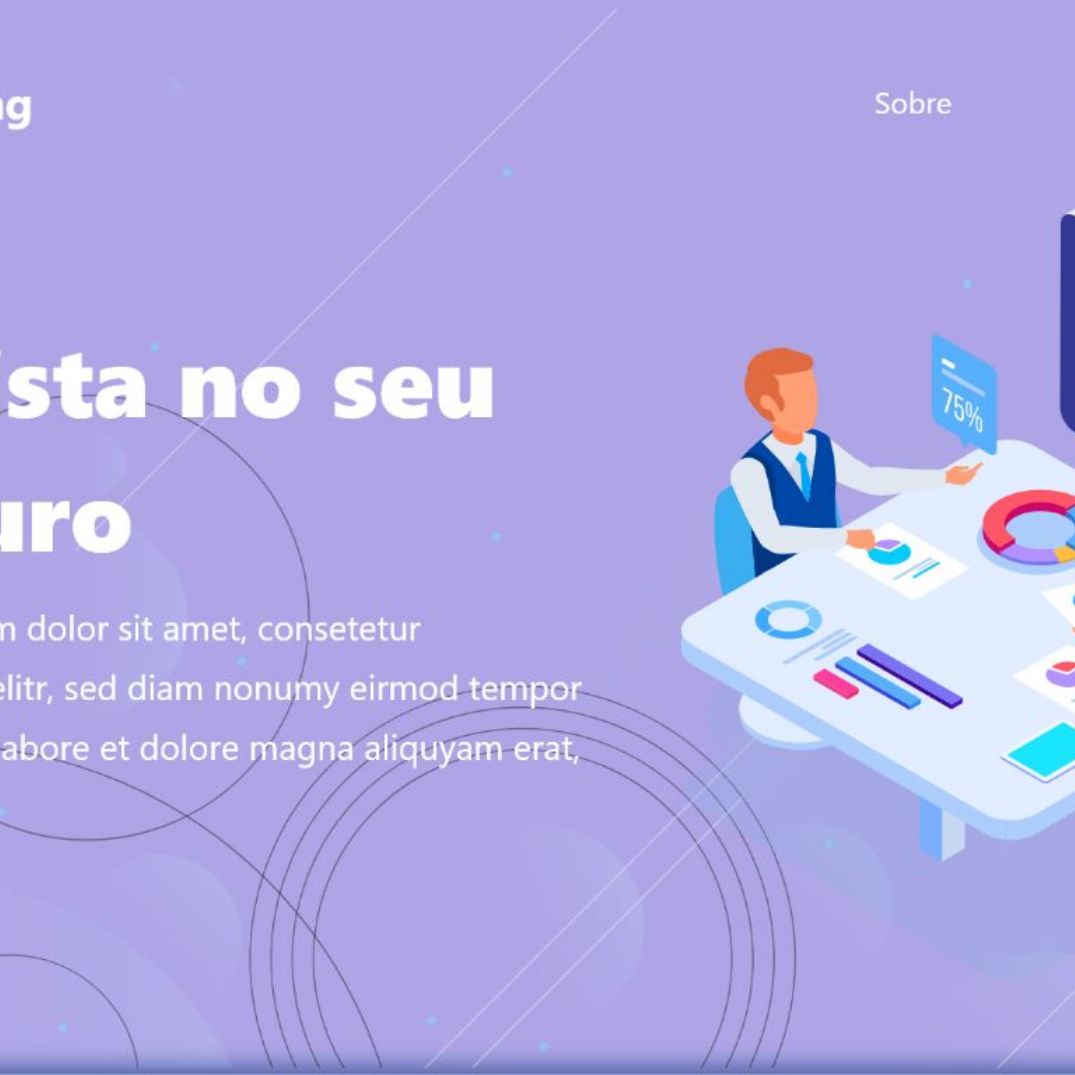 ng
Sobre
ista no seu
uro
75%
m dolor sit amet, consetetur
elitr, sed diam nonumy eirmod tempor
labore et dolore magna aliquyam erat,